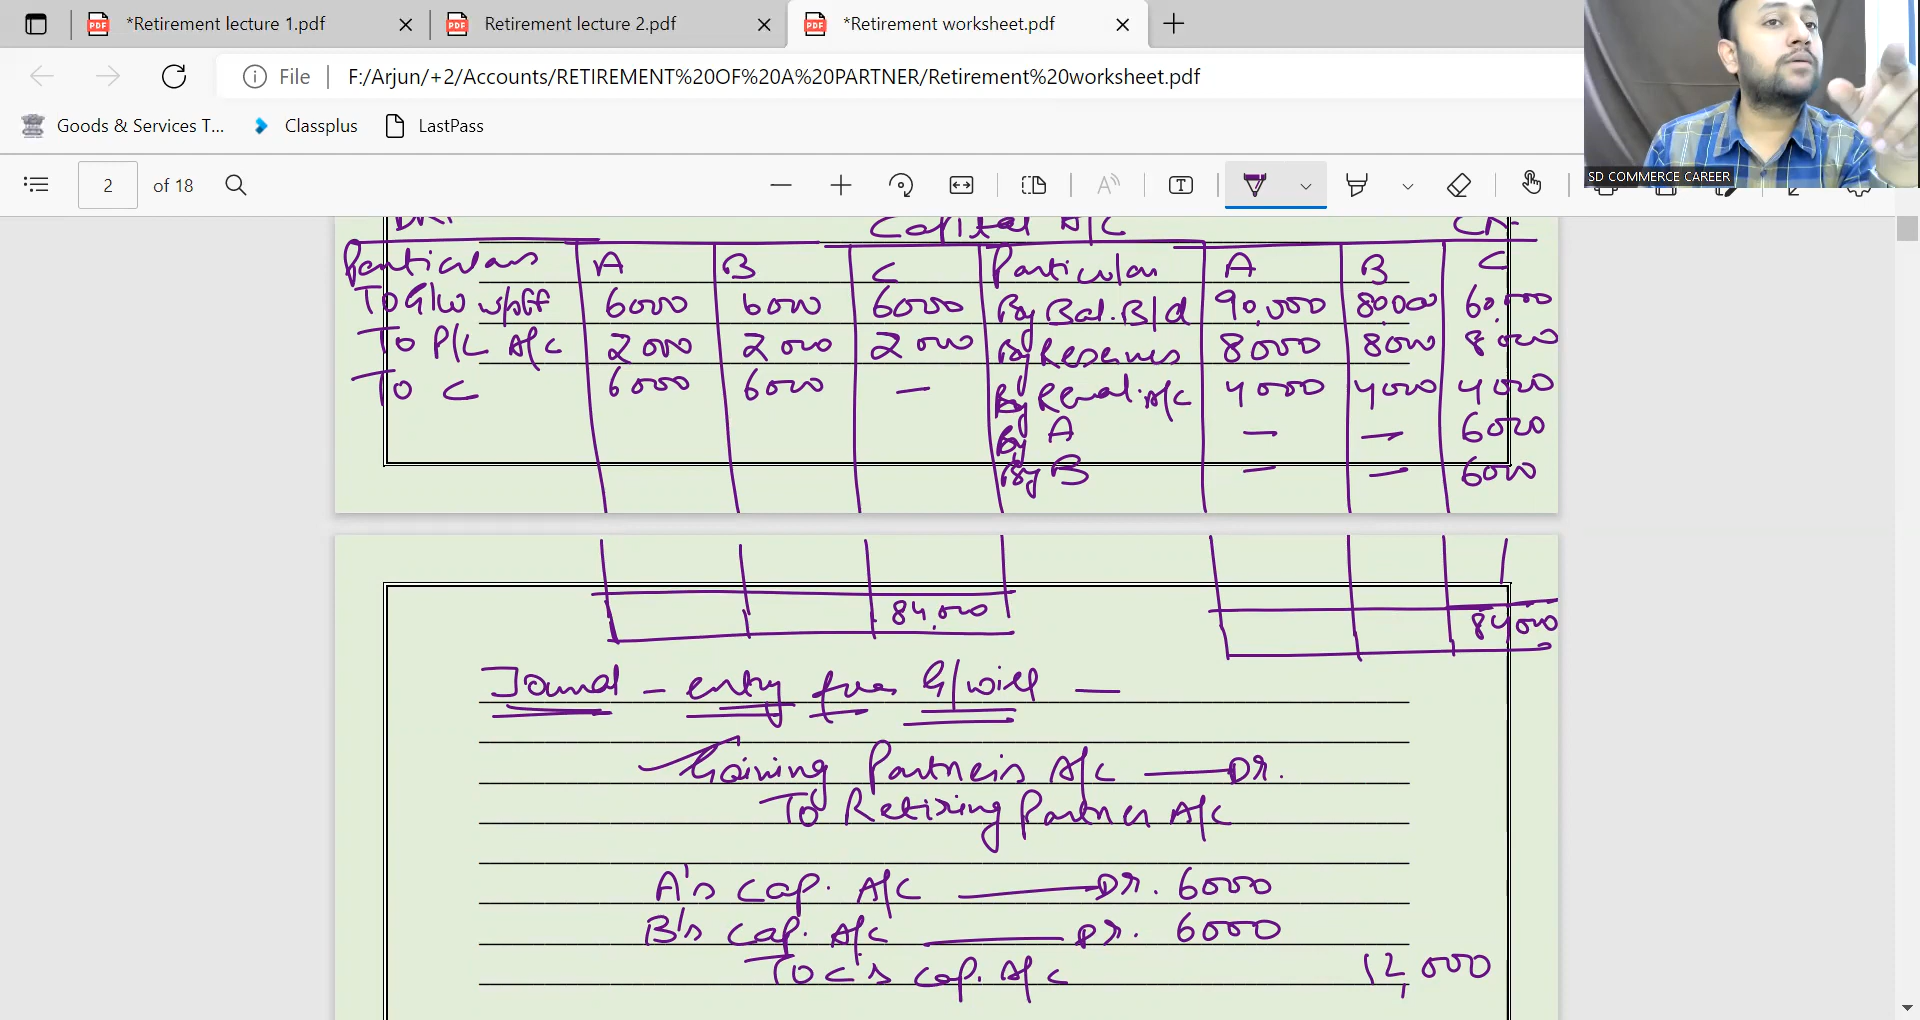 *Retirement lecture 1.pdf
Retirement lecture 2.pdf
*Retirement worksheet.pdf
File
F:/Arjun/+2/Accounts/RETIREMENT%20OF%20A%20PARTNER/Retirement%20worksheet.pdf
Goods & Services T...
Classplus
LastPass
2 of 18
SD COMMERCE CAREER
Capital A/C
Particulars A B C Particular A B C
To G/W w/off 6000 6000 6000 By Bal. B/d 90,000 80,000 60,000
To P/L A/c 2000 2000 2000 By Reserves 8000 8000 8000
To C 6000 6000 — By Reval. A/c 4000 4000 4000
By A — — 6000
By B — — 6000
84,000 84000
Journal - entry for G/will —
Gaining Partner's A/c — Dr.
To Retiring Partner A/c
A's Cap. A/C — Dr. 6000
B's Cap. A/c — Dr. 6000
To C's Cap. A/c 12,000